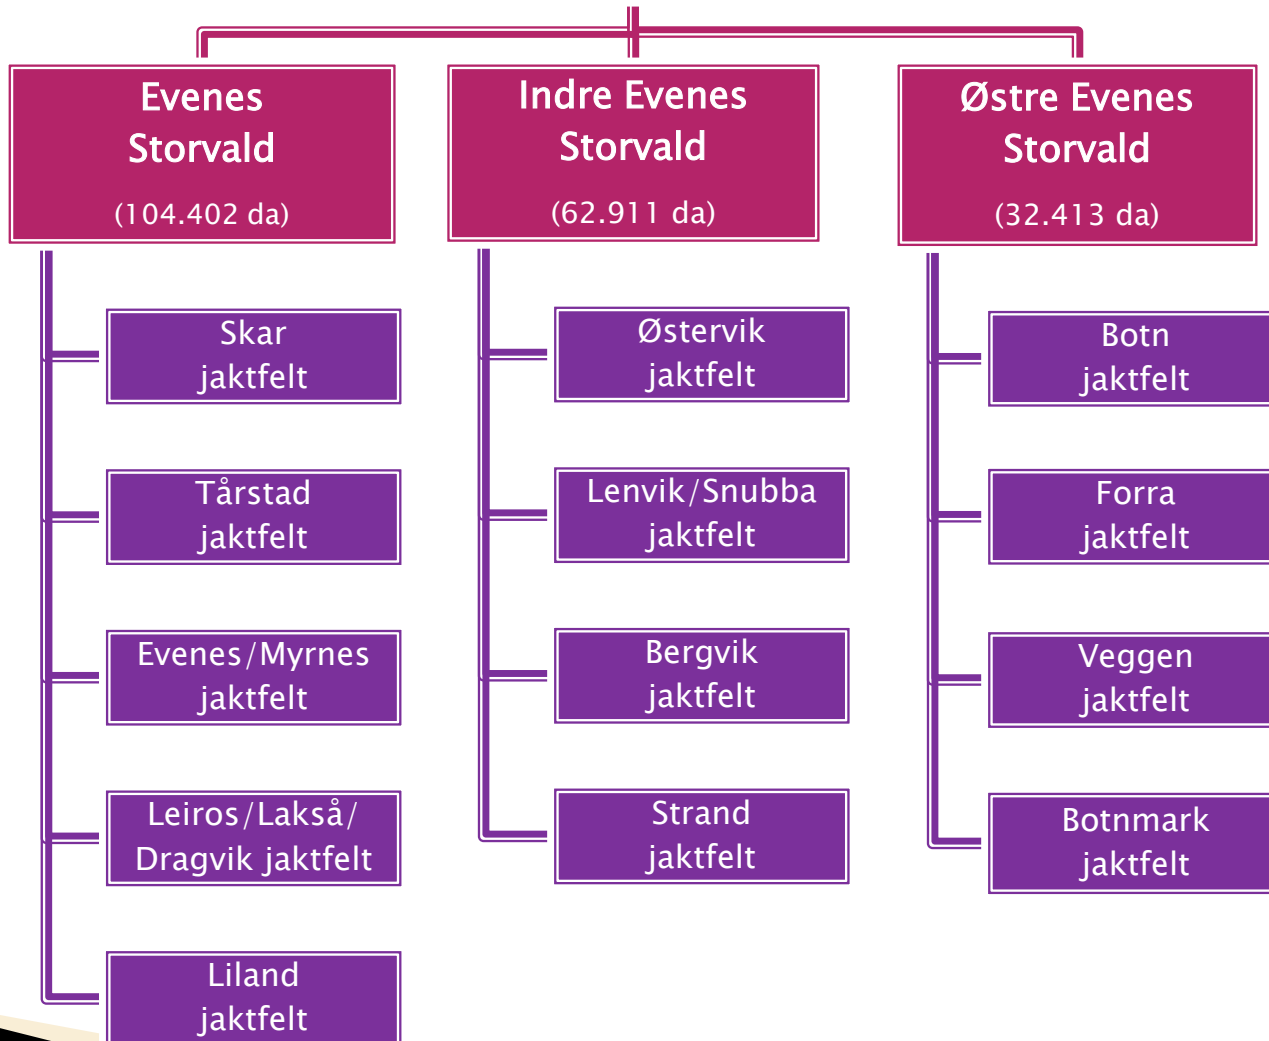 Evenes
Storvald
(104.402 da)
Skar
jaktfelt
Tårstad
jaktfelt
Evenes/Myrnes
jaktfelt
Leiros/Lakså/
Dragvik jaktfelt
Liland
jaktfelt
Indre Evenes
Storvald
(62.911 da)
Østervik
jaktfelt
Lenvik/Snubba
jaktfelt
Bergvik
jaktfelt
Strand
jaktfelt
Østre Evenes
Storvald
(32.413 da)
Botn
jaktfelt
Forra
jaktfelt
Veggen
jaktfelt
Botnmark
jaktfelt